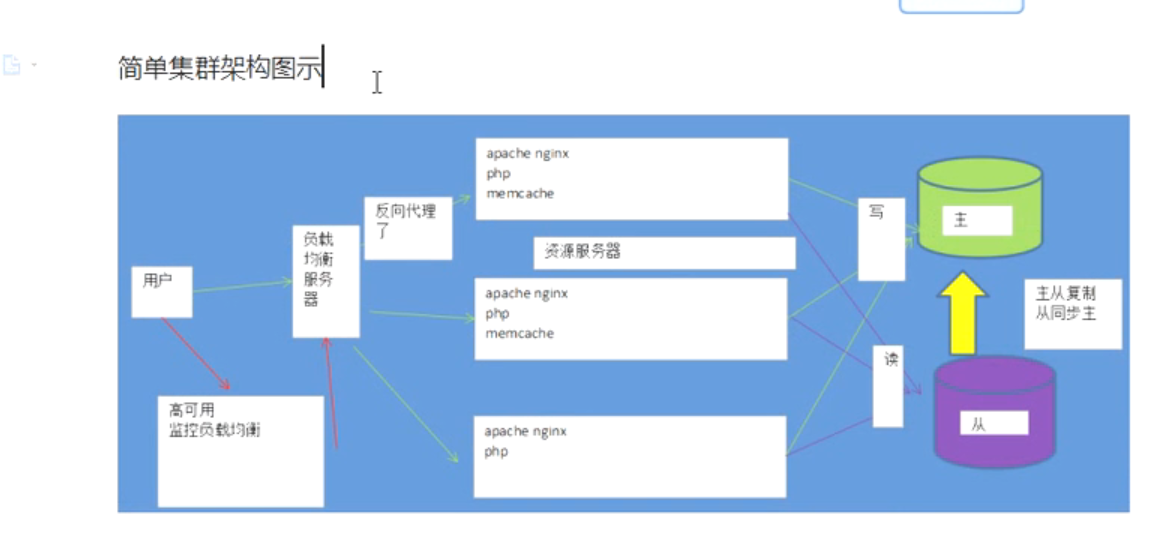 简单集群架构图示
apache nginx
php
memcache
反向代理
了
负载
均衡
服务
器
用户
资源服务器
apache nginx
php
memcache
高可用
监控负载均衡
apache nginx
php
写
主
主从复制
从同步主
读
从